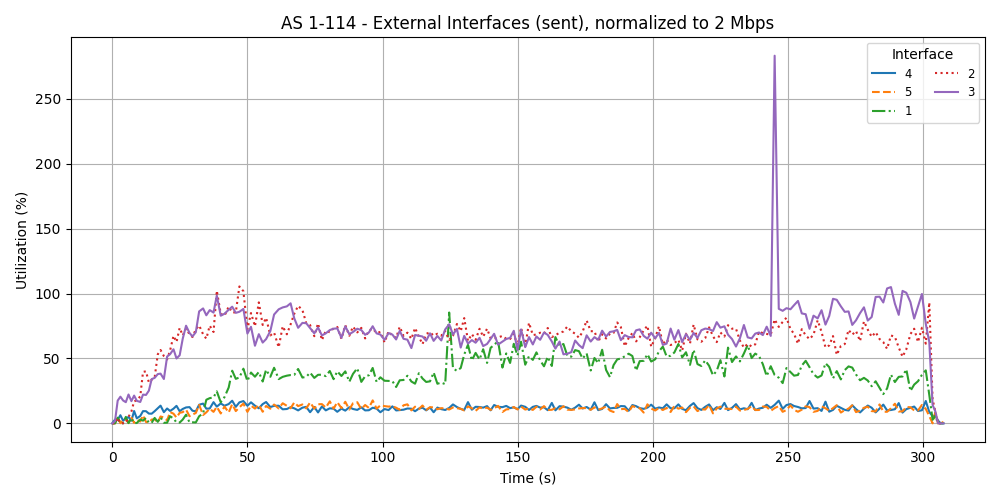 AS 1-114 - External Interfaces (sent), normalized to 2 Mbps
Interface
4 2
5 3
1
250
200
150
100
50
0
Utilization (%)
0 50 100 150 200 250 300
Time (s)